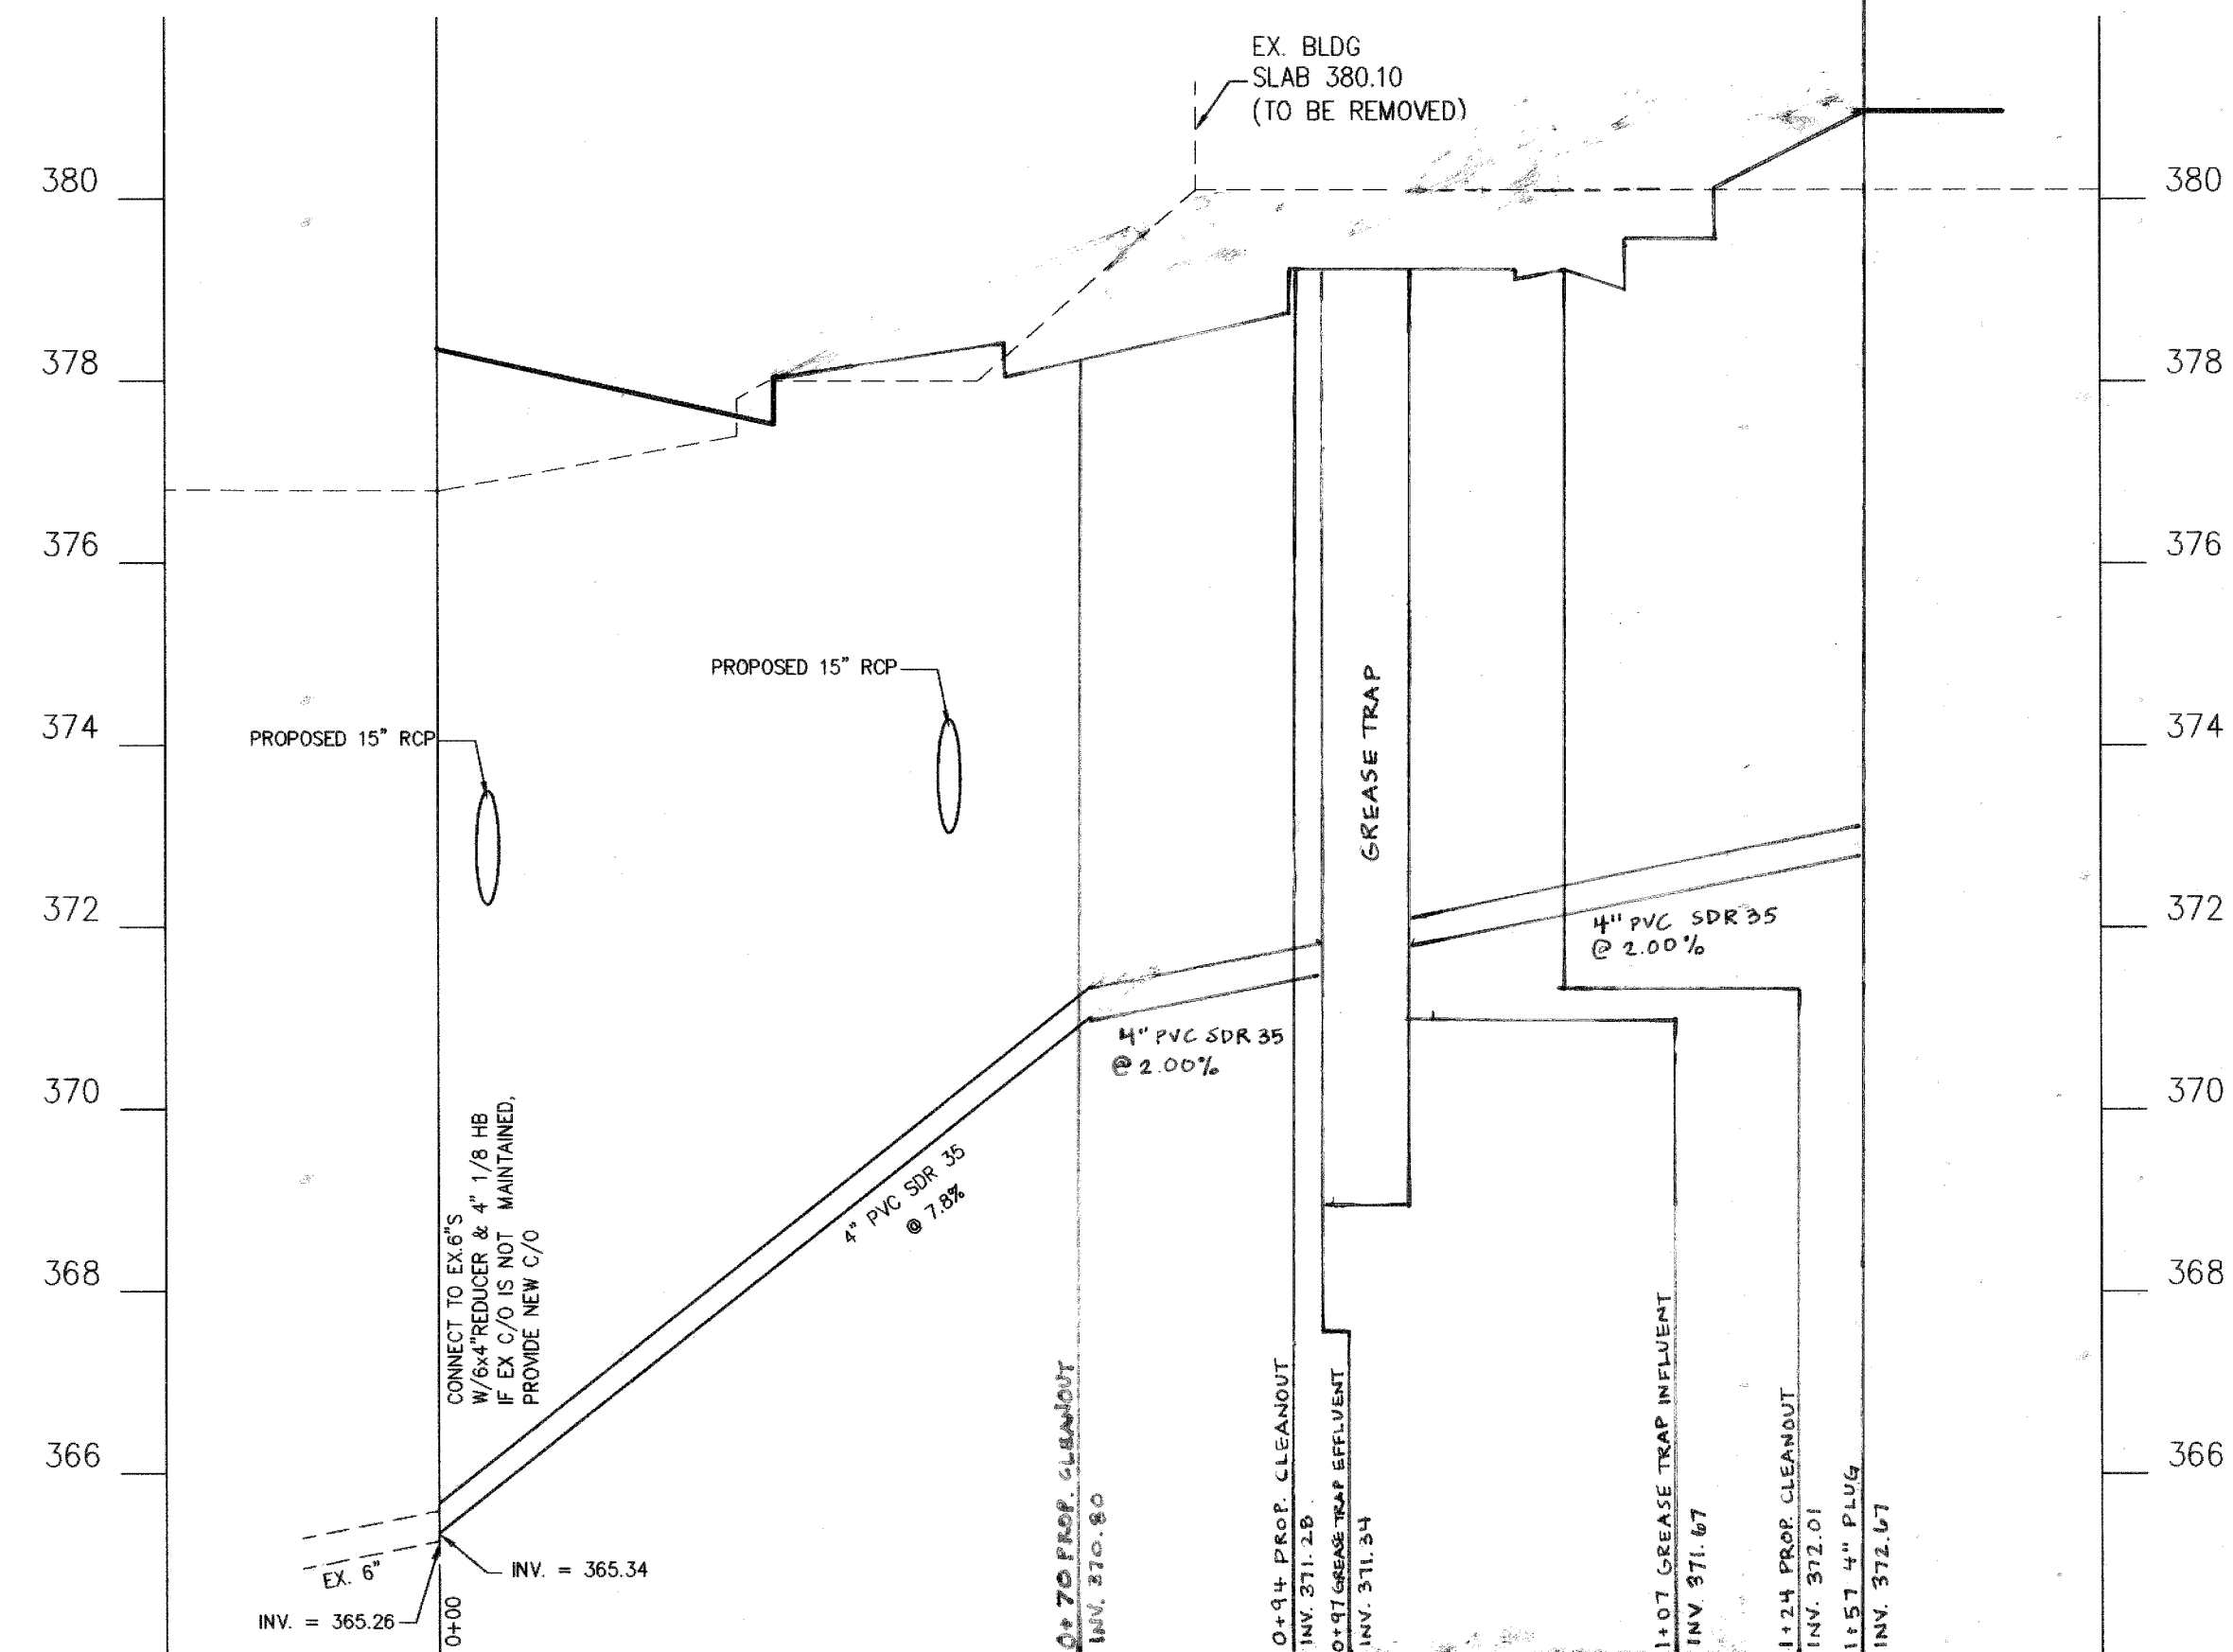 EX. BLDG
SLAB 380.10
(TO BE REMOVED)
380
380
378
378
376
376
374
374
372
372
370
370
368
368
366
366
PROPOSED 15" RCP
PROPOSED 15" RCP
GREASE TRAP
4" PVC SDR 35
@ 2.00%
4" PVC SDR 35
@ 2.00%
4" PVC SDR 35
@ 7.8%
CONNECT TO EX.6"S
W/6x4"REDUCER & 4" 1/8 HB
IF EX C/O IS NOT MAINTAINED,
PROVIDE NEW C/O
EX. 6"
INV. = 365.34
INV. = 365.26
0+00
0+70 PROP. CLEANOUT
INV. 370.80
0+94 PROP. CLEANOUT
INV. 371.28
0+97 GREASE TRAP EFFLUENT
INV. 371.34
1+07 GREASE TRAP INFLUENT
INV. 371.67
1+24 PROP. CLEANOUT
INV. 372.01
1+57 4" PLUG
INV. 372.67